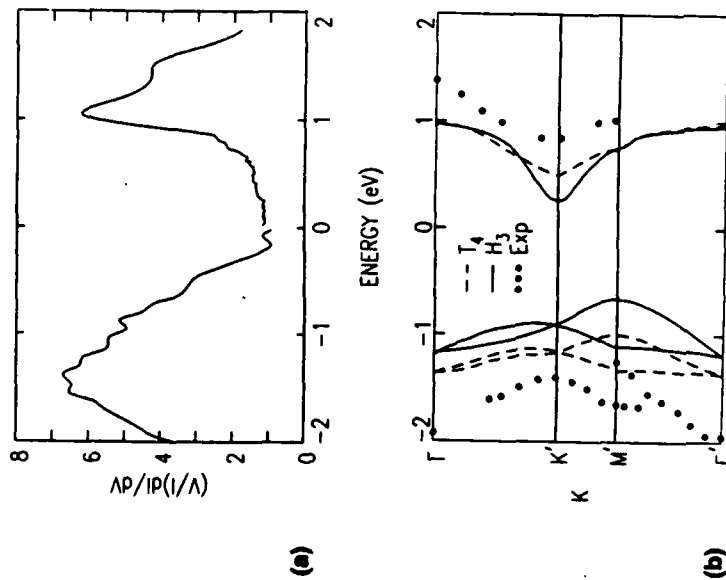 (a)
(V/I)dI/dV
8
6
4
2
0
-2 -1 0 1 2
ENERGY (eV)
(b)
-2 -1 0 1 2
T₄
H₃
Exp
Γ
K'
M'
Γ'
K